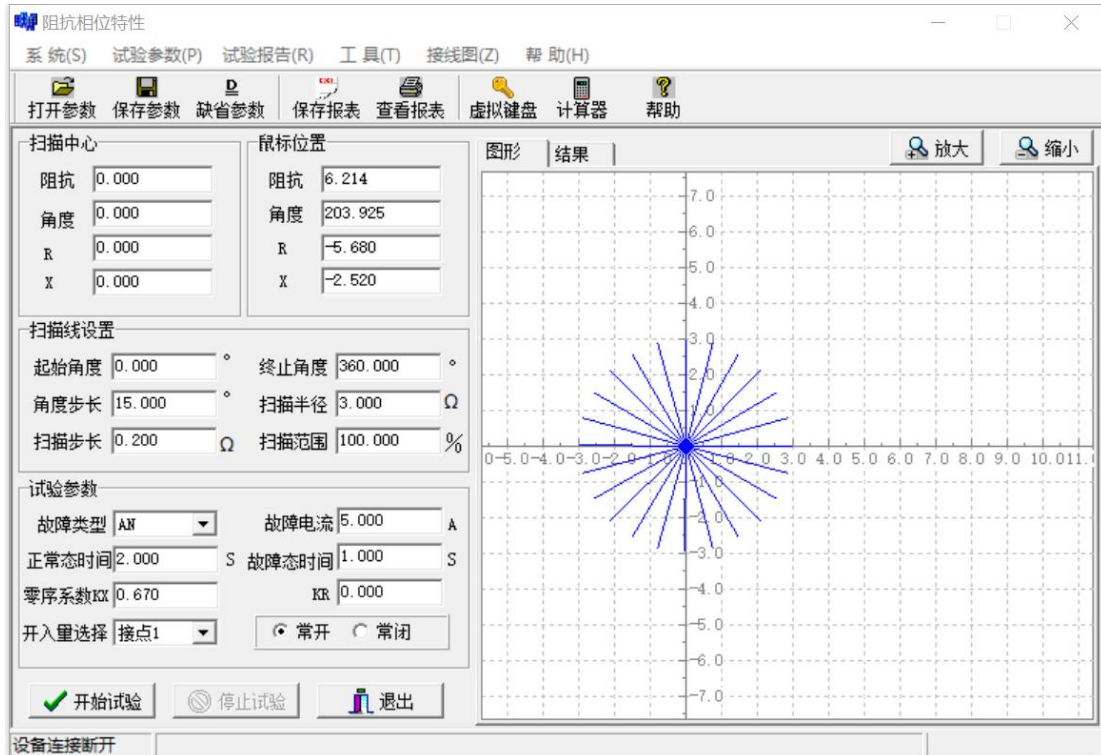 阻抗相位特性
系 统(S) 试验参数(P) 试验报告(R) 工 具(T) 接线图(Z) 帮 助(H)
打开参数 保存参数 缺省参数 保存报表 查看报表 虚拟键盘 计算器 帮助
扫描中心
阻抗 0.000
角度 0.000
R 0.000
X 0.000
鼠标位置
阻抗 6.214
角度 203.925
R -5.680
X -2.520
扫描线设置
起始角度 0.000 ° 终止角度 360.000 °
角度步长 15.000 ° 扫描半径 3.000 Ω
扫描步长 0.200 Ω 扫描范围 100.000 %
试验参数
故障类型 AN 故障电流 5.000 A
正常态时间 2.000 S 故障态时间 1.000 S
零序系数KX 0.670 KR 0.000
开入量选择 接点1 常开 常闭
开始试验 停止试验 退出
图形 结果 放大 缩小
7.0
6.0
5.0
4.0
3.0
2.0
1.0
0-5.0-4.0-3.0-2.0 1.0 1.0 2.0 3.0 4.0 5.0 6.0 7.0 8.0 9.0 10.011.
-1.0
-2.0
-3.0
-4.0
-5.0
-6.0
-7.0
设备连接断开